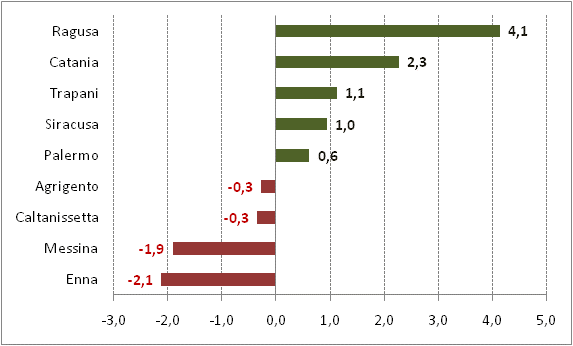 Ragusa 4,1
Catania 2,3
Trapani 1,1
Siracusa 1,0
Palermo 0,6
Agrigento -0,3
Caltanissetta -0,3
Messina -1,9
Enna -2,1
-3,0 -2,0 -1,0 0,0 1,0 2,0 3,0 4,0 5,0